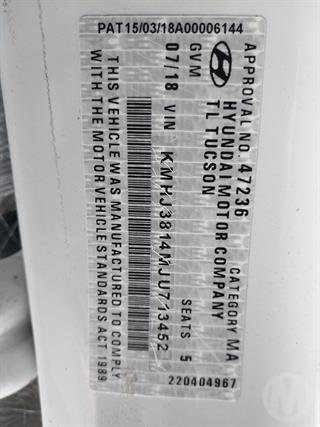 PAT15/03/18A00006144
APPROVAL NO. 47236 CATEGORY MA
HYUNDAI MOTOR COMPANY
TL TUCSON
GVM SEATS 5
07/18 VIN KMHJ3814MJU713452
THIS VEHICLE WAS MANUFACTURED TO COMPLY
WITH THE MOTOR VEHICLE STANDARDS ACT 1989
220404967